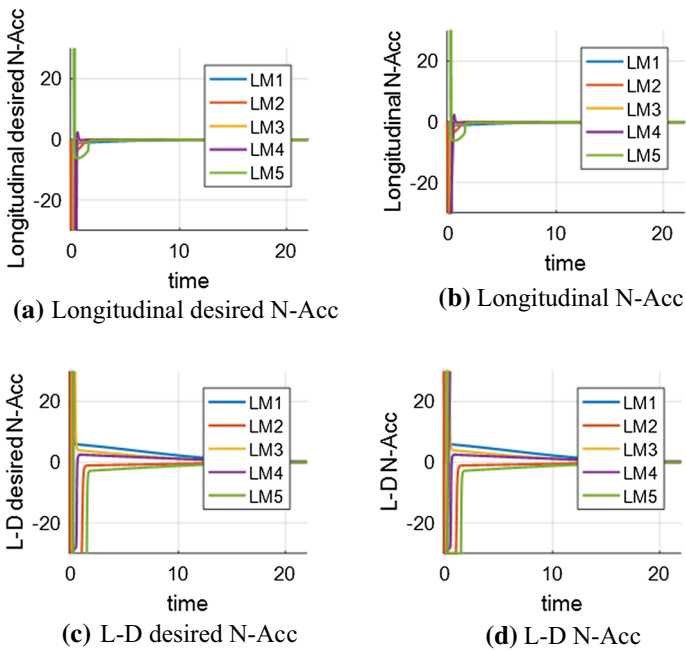 Longitudinal desired N-Acc
20
0
-20
0
10
20
time
LM1
LM2
LM3
LM4
LM5
(a) Longitudinal desired N-Acc
Longitudinal N-Acc
20
0
-20
0
10
20
time
LM1
LM2
LM3
LM4
LM5
(b) Longitudinal N-Acc
L-D desired N-Acc
20
0
-20
0
10
20
time
LM1
LM2
LM3
LM4
LM5
(c) L-D desired N-Acc
L-D N-Acc
20
0
-20
0
10
20
time
LM1
LM2
LM3
LM4
LM5
(d) L-D N-Acc